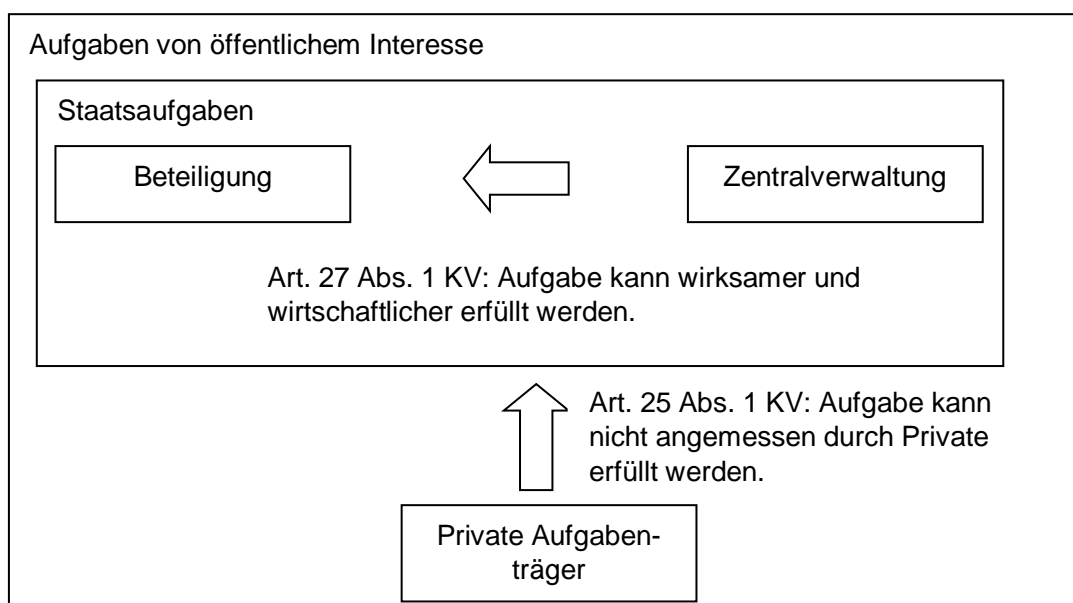 Aufgaben von öffentlichem Interesse
Staatsaufgaben
Beteiligung
Zentralverwaltung
Art. 27 Abs. 1 KV: Aufgabe kann wirksamer und
wirtschaftlicher erfüllt werden.
Art. 25 Abs. 1 KV: Aufgabe kann
nicht angemessen durch Private
erfüllt werden.
Private Aufgaben-
träger